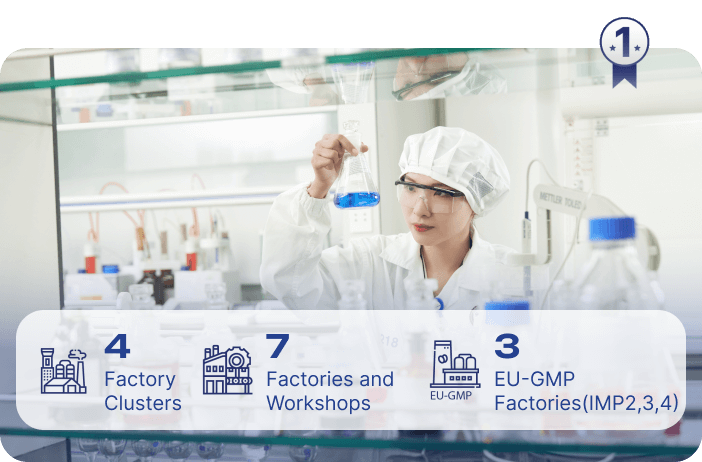 1
METTLER TOLEDO
4
Factory
Clusters
7
Factories and
Workshops
EU-GMP
3
EU-GMP
Factories(IMP2,3,4)